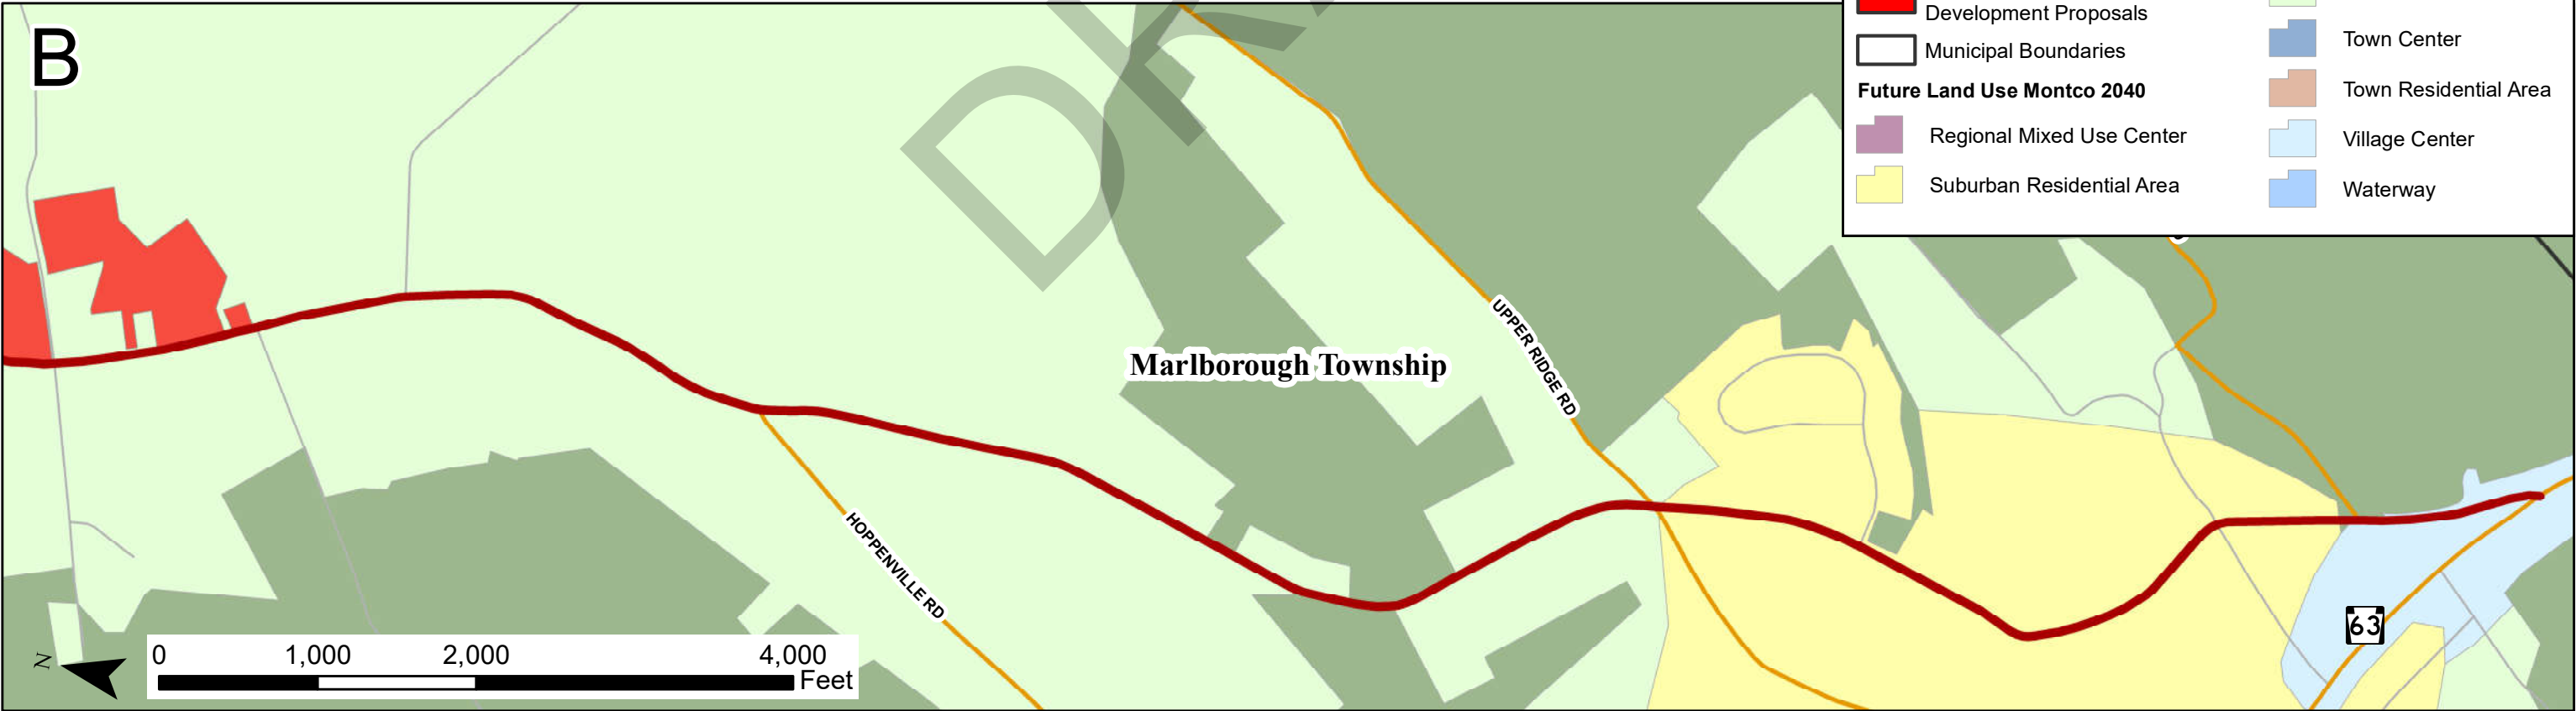 B
Development Proposals
Municipal Boundaries
Future Land Use Montco 2040
Regional Mixed Use Center
Suburban Residential Area
Town Center
Town Residential Area
Village Center
Waterway
UPPER RIDGE RD
Marlborough Township
HOPPENVILLE RD
63
N
0 1,000 2,000 4,000
Feet
D